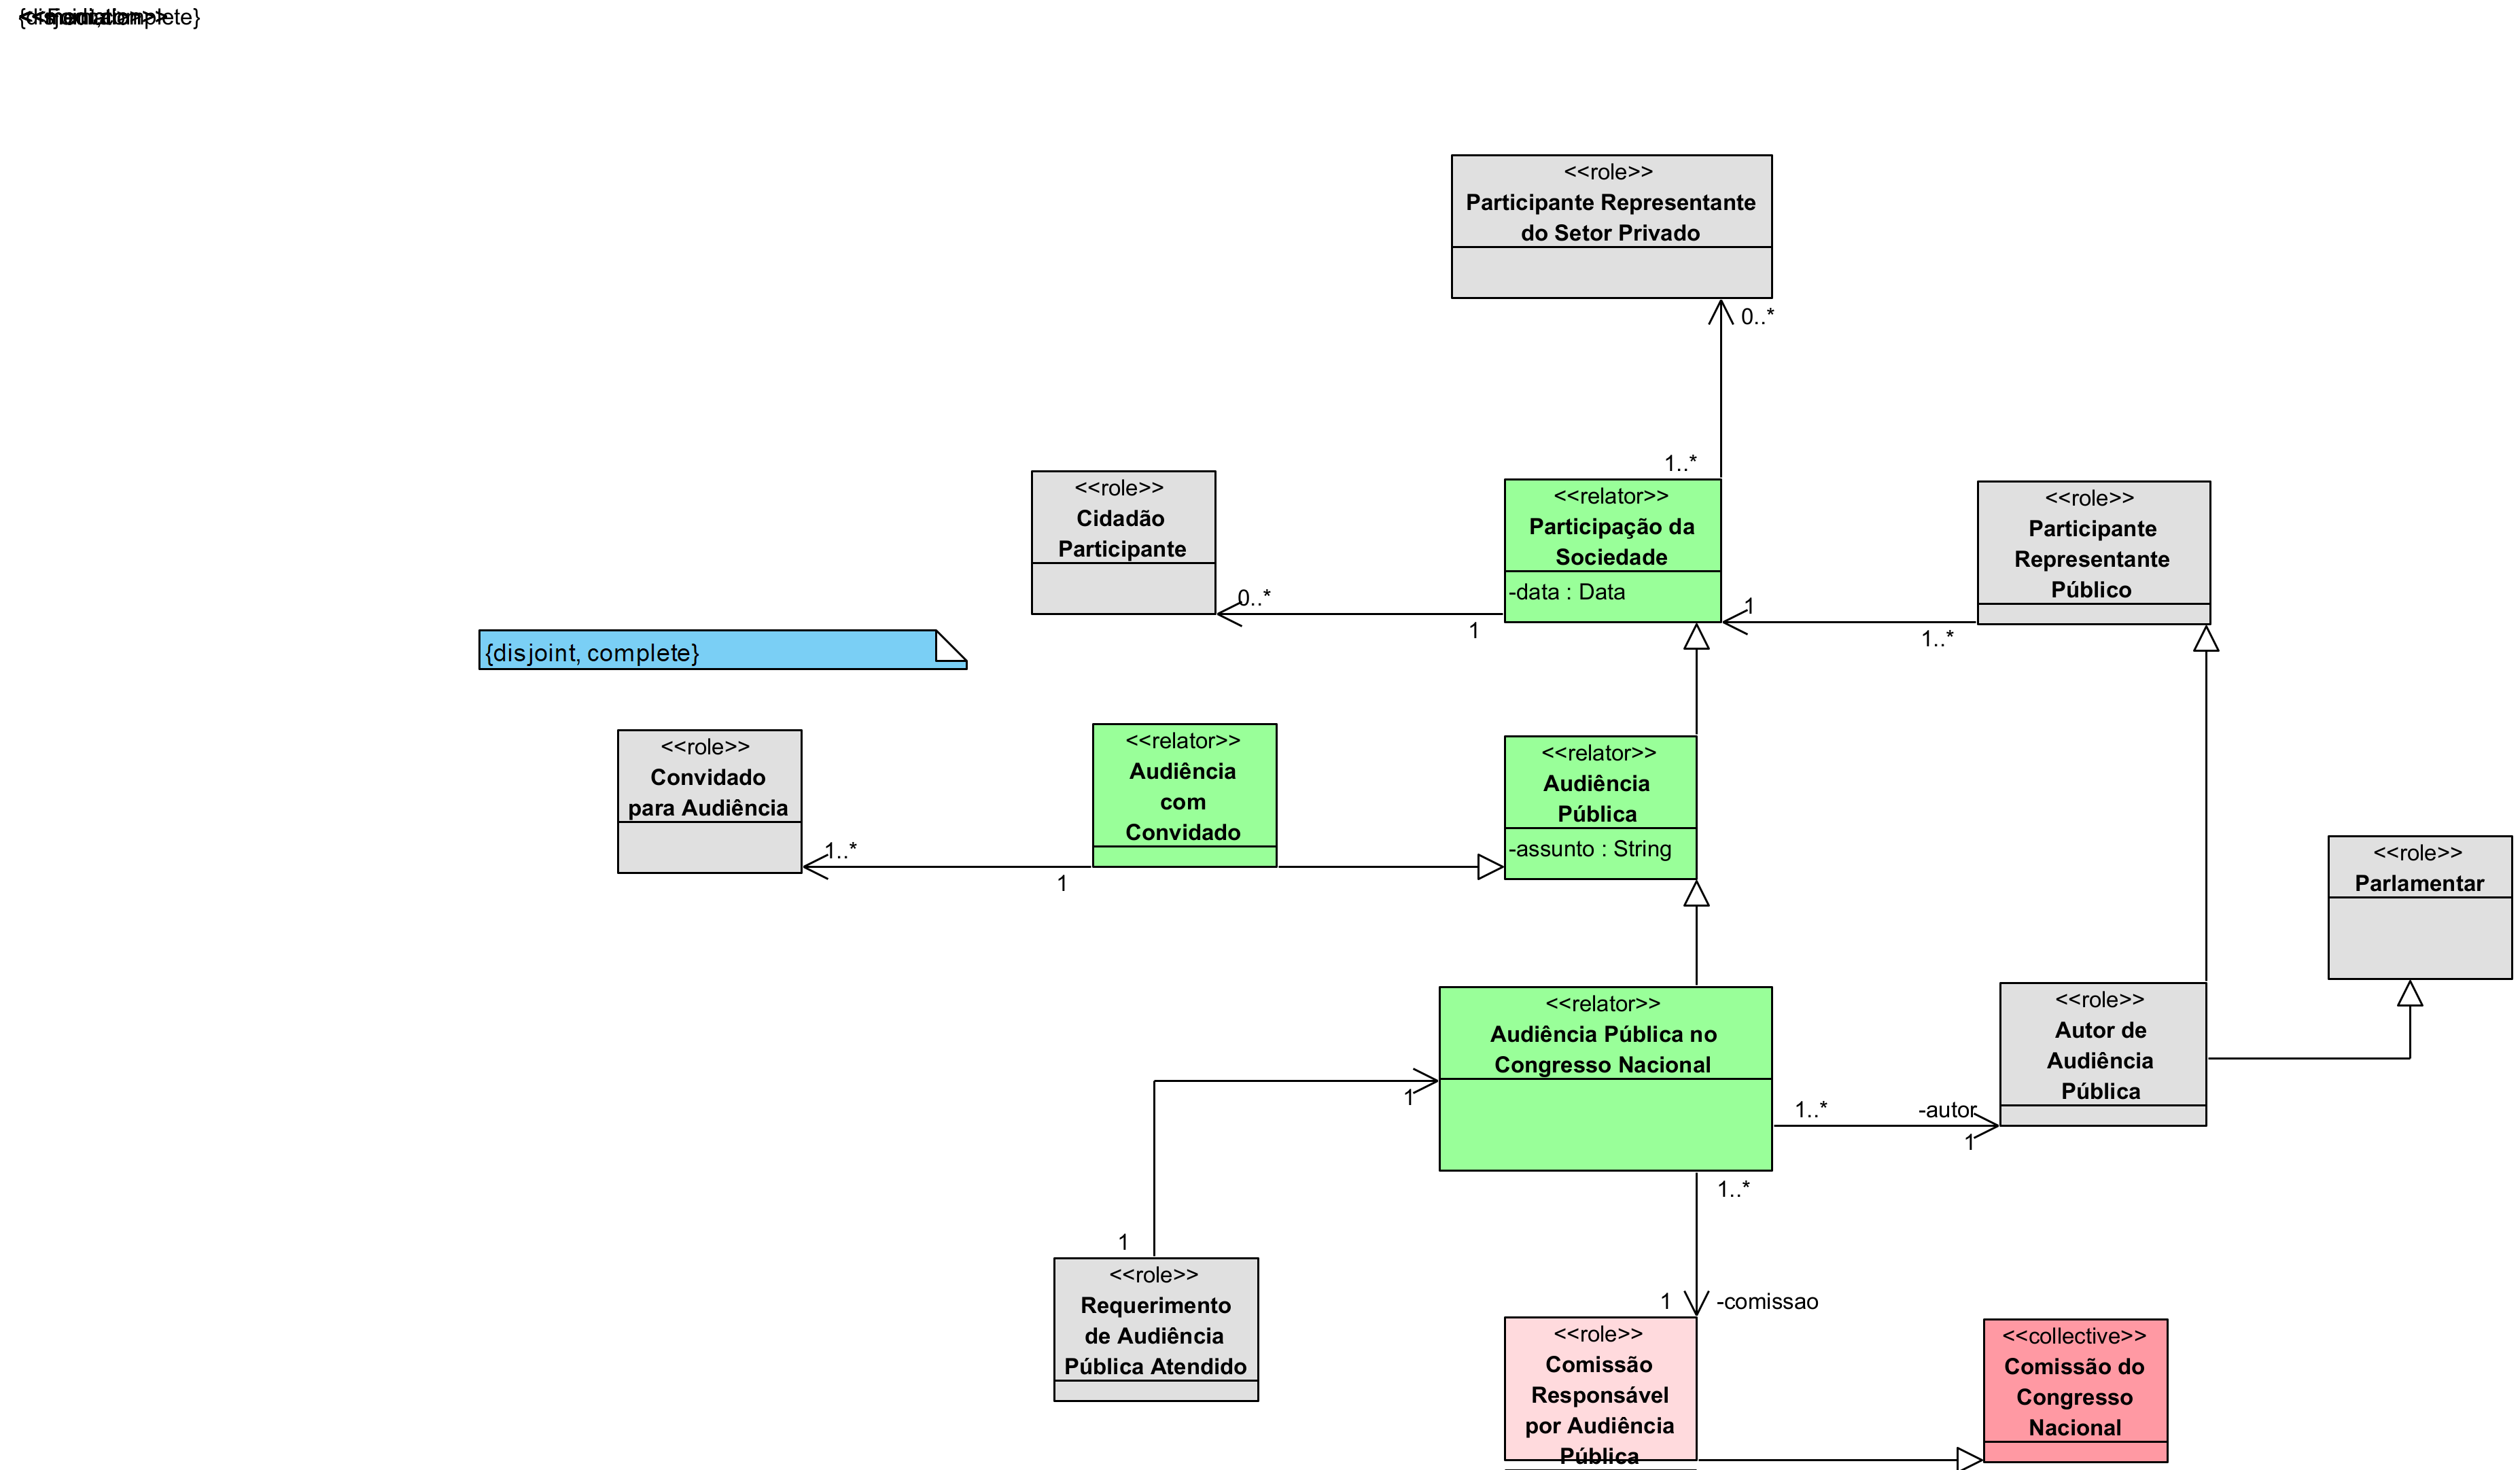 <<role>>
Participante Representante
do Setor Privado
0..*
1..*
<<role>>
Cidadão
Participante
<<relator>>
Participação da
Sociedade
-data : Data
<<role>>
Participante
Representante
Público
0..*
1
1
1..*
{disjoint, complete}
<<role>>
Convidado
para Audiência
<<relator>>
Audiência
com
Convidado
<<relator>>
Audiência
Pública
-assunto : String
1..*
1
<<role>>
Parlamentar
<<relator>>
Audiência Pública no
Congresso Nacional
<<role>>
Autor de
Audiência
Pública
1
1..*
-autor
1
1..*
1
<<role>>
Requerimento
de Audiência
Pública Atendido
1
-comissao
<<role>>
Comissão
Responsável
por Audiência
Pública
<<collective>>
Comissão do
Congresso
Nacional